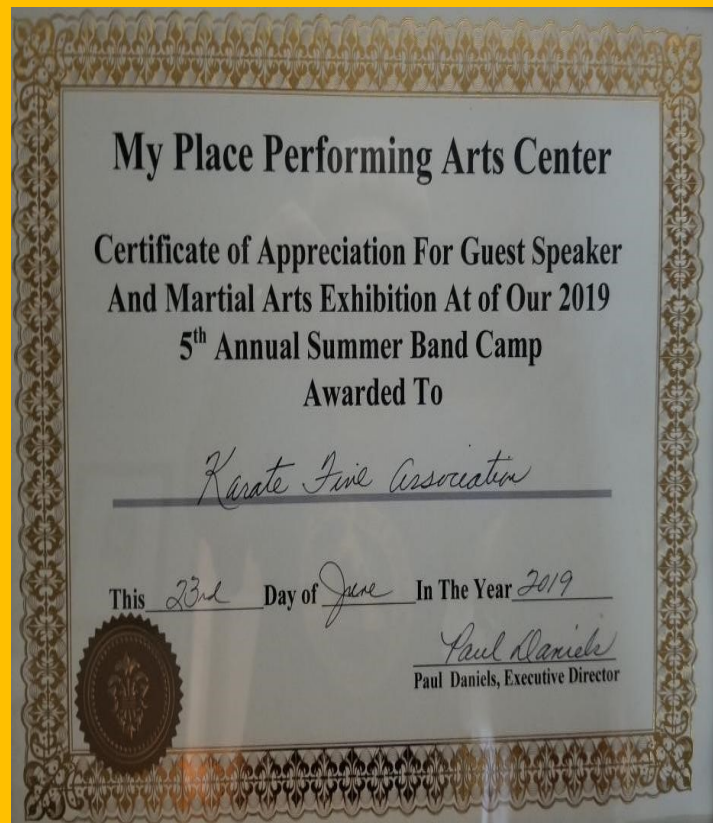 My Place Performing Arts Center
Certificate of Appreciation For Guest Speaker
And Martial Arts Exhibition At of Our 2019
5th Annual Summer Band Camp
Awarded To
Karate Five Association
This 23rd Day of June In The Year 2019
Paul Daniels
Paul Daniels, Executive Director